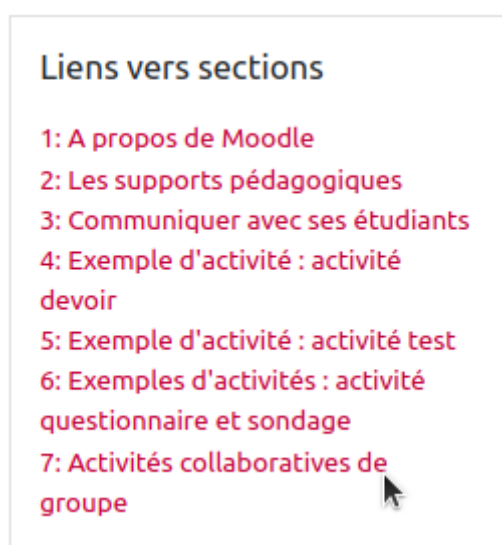 Liens vers sections
1: A propos de Moodle
2: Les supports pédagogiques
3: Communiquer avec ses étudiants
4: Exemple d'activité : activité
devoir
5: Exemple d'activité : activité test
6: Exemples d'activités : activité
questionnaire et sondage
7: Activités collaboratives de
groupe